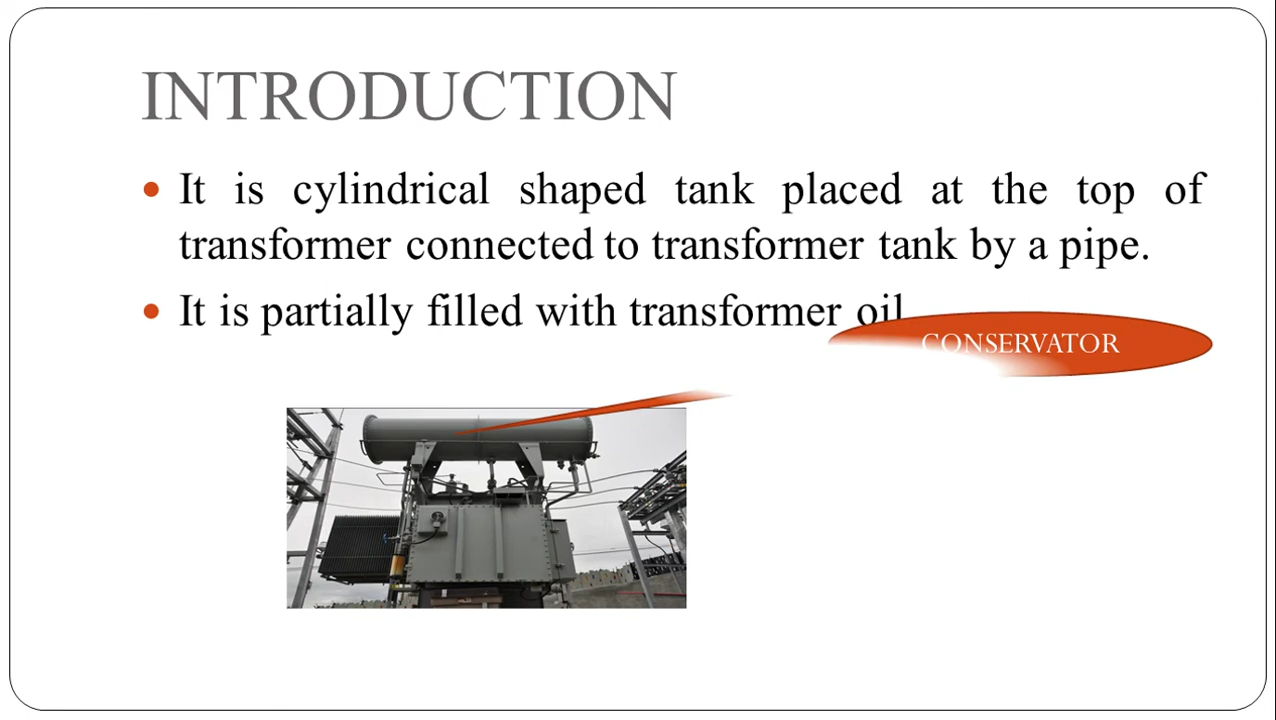 INTRODUCTION
It is cylindrical shaped tank placed at the top of
transformer connected to transformer tank by a pipe.
It is partially filled with transformer oil
CONSERVATOR